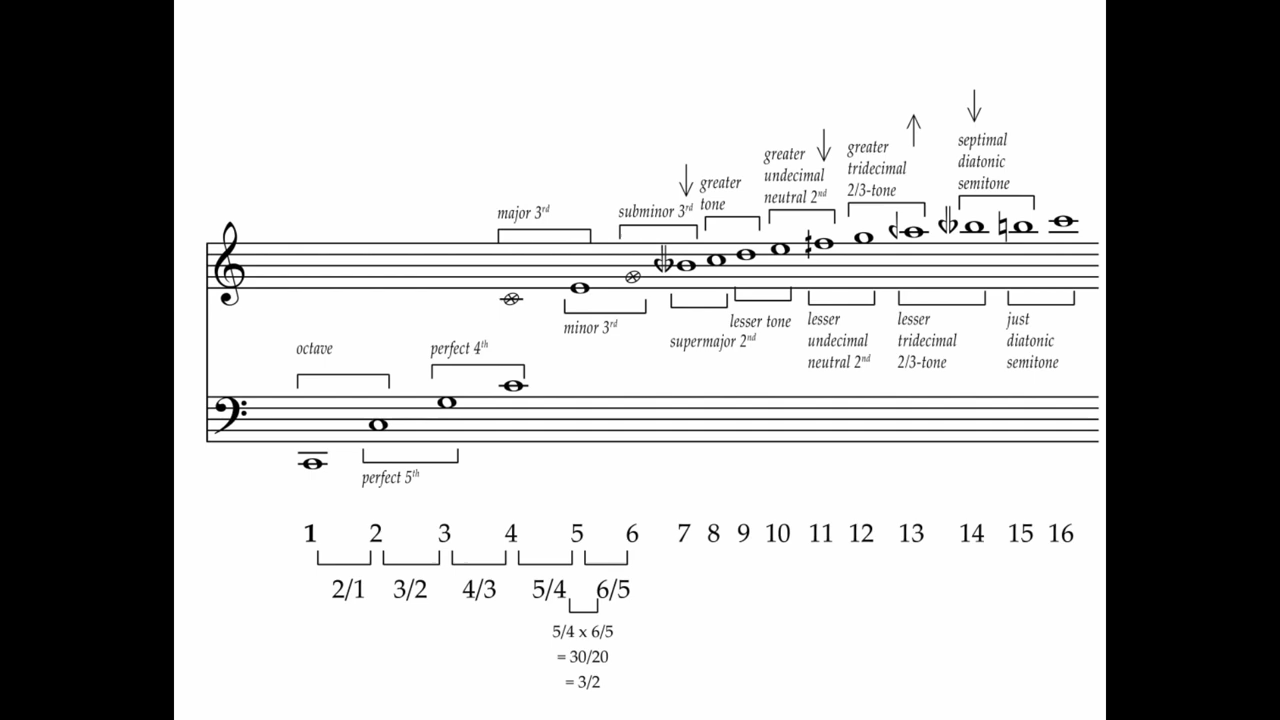 greater
undecimal
neutral 2nd
greater
tridecimal
2/3-tone
septimal
diatonic
semitone
major 3rd
subminor 3rd
greater
tone
minor 3rd
supermajor 2nd
lesser tone
lesser
undecimal
neutral 2nd
lesser
tridecimal
2/3-tone
just
diatonic
semitone
octave
perfect 4th
perfect 5th
1 2 3 4 5 6 7 8 9 10 11 12 13 14 15 16
2/1 3/2 4/3 5/4 6/5
5/4 x 6/5
= 30/20
= 3/2